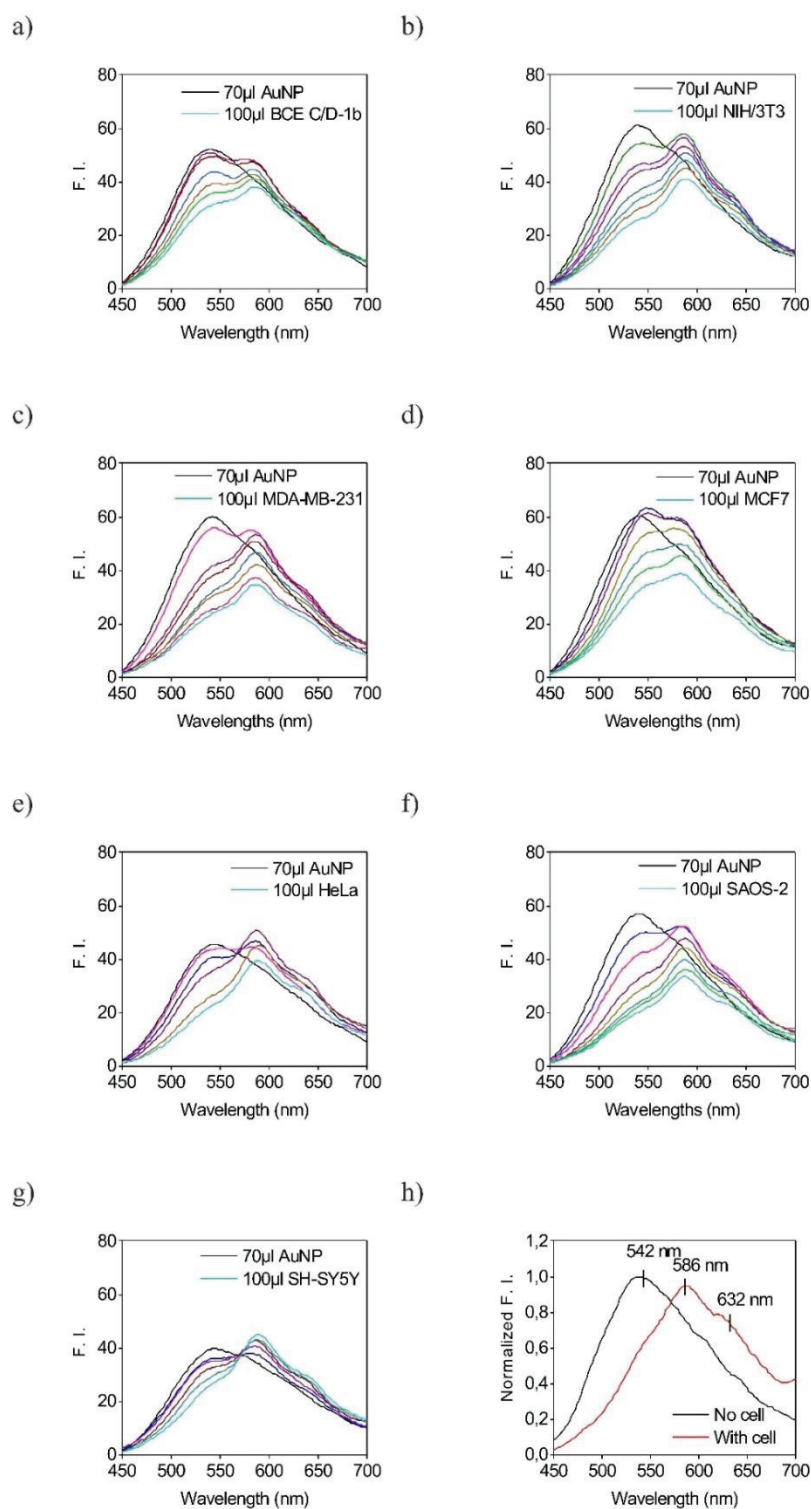 a)
80
60
40
20
0
F. I.
70µl AuNP
100µl BCE C/D-1b
450 500 550 600 650 700
Wavelength (nm)
b)
80
60
40
20
0
F. I.
70µl AuNP
100µl NIH/3T3
450 500 550 600 650 700
Wavelength (nm)
c)
80
60
40
20
0
F. I.
70µl AuNP
100µl MDA-MB-231
450 500 550 600 650 700
Wavelengths (nm)
d)
80
60
40
20
0
F. I.
70µl AuNP
100µl MCF7
450 500 550 600 650 700
Wavelengths (nm)
e)
80
60
40
20
0
F. I.
70µl AuNP
100µl HeLa
450 500 550 600 650 700
Wavelength (nm)
f)
80
60
40
20
0
F. I.
70µl AuNP
100µl SAOS-2
450 500 550 600 650 700
Wavelengths (nm)
g)
80
60
40
20
0
F. I.
70µl AuNP
100µl SH-SY5Y
450 500 550 600 650 700
Wavelength (nm)
h)
1,2
1,0
0,8
0,6
0,4
0,2
0,0
Normalized F. I.
542 nm
586 nm
632 nm
No cell
With cell
450 500 550 600 650 700
Wavelength (nm)